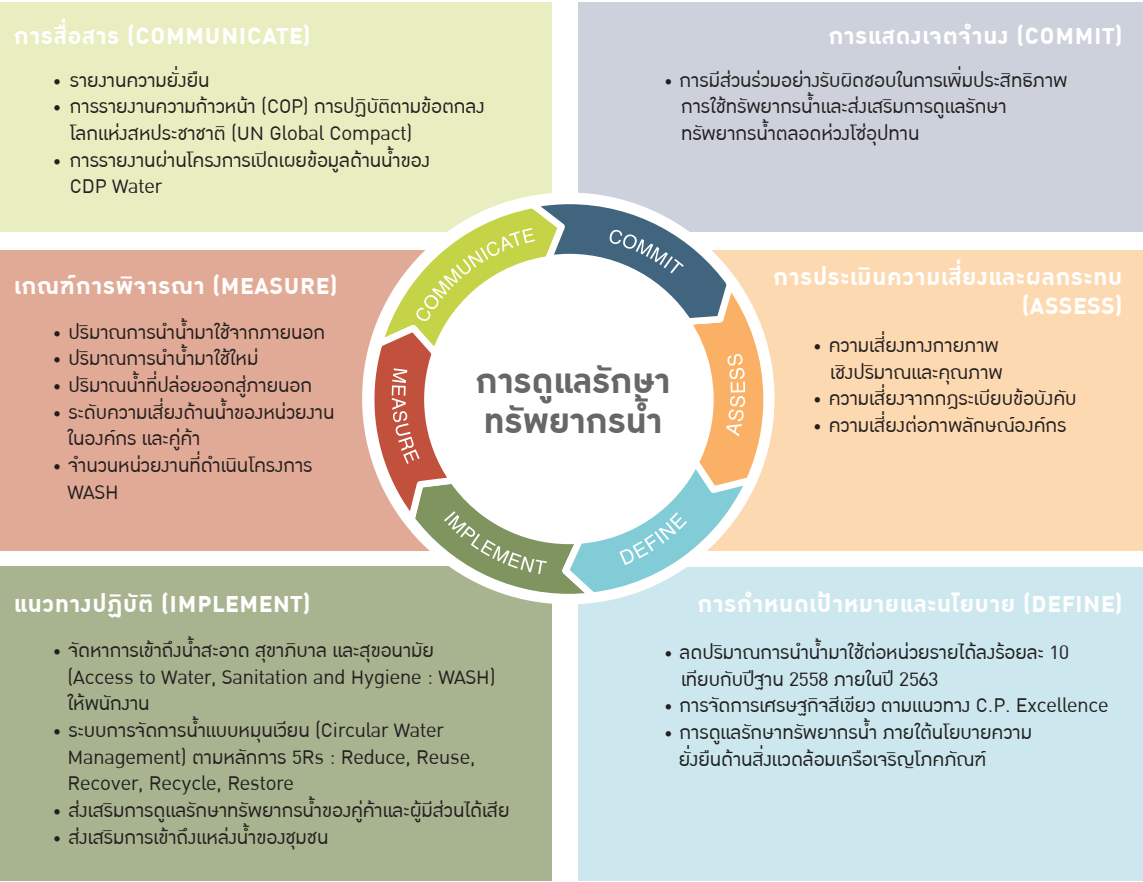 การสื่อสาร (COMMUNICATE)
• รายงานความยั่งยืน
• การรายงานความก้าวหน้า (COP) การปฏิบัติตามข้อตกลง
โลกแห่งสหประชาชาติ (UN Global Compact)
• การรายงานผ่านโครงการเปิดเผยข้อมูลด้านน้ำของ
CDP Water
การแสดงเจตจำนง (COMMIT)
• การมีส่วนร่วมอย่างรับผิดชอบในการเพิ่มประสิทธิภาพ
การใช้ทรัพยากรน้ำและส่งเสริมการดูแลรักษา
ทรัพยากรน้ำตลอดห่วงโซ่อุปทาน
เกณฑ์การพิจารณา (MEASURE)
• ปริมาณการนำน้ำมาใช้จากภายนอก
• ปริมาณการนำน้ำมาใช้ใหม่
• ปริมาณน้ำที่ปล่อยออกสู่ภายนอก
• ระดับความเสี่ยงด้านน้ำของหน่วยงาน
ในองค์กร และคู่ค้า
• จำนวนหน่วยงานที่ดำเนินโครงการ
WASH
COMMUNICATE
COMMIT
ASSESS
DEFINE
IMPLEMENT
MEASURE
การดูแลรักษา
ทรัพยากรน้ำ
การประเมินความเสี่ยงและผลกระทบ
(ASSESS)
• ความเสี่ยงทางกายภาพ
เชิงปริมาณและคุณภาพ
• ความเสี่ยงจากกฎระเบียบข้อบังคับ
• ความเสี่ยงต่อภาพลักษณ์องค์กร
แนวทางปฏิบัติ (IMPLEMENT)
• จัดหาการเข้าถึงน้ำสะอาด สุขาภิบาล และสุขอนามัย
(Access to Water, Sanitation and Hygiene : WASH)
ให้พนักงาน
• ระบบการจัดการน้ำแบบหมุนเวียน (Circular Water
Management) ตามหลักการ 5Rs : Reduce, Reuse,
Recover, Recycle, Restore
• ส่งเสริมการดูแลรักษาทรัพยากรน้ำของคู่ค้าและผู้มีส่วนได้เสีย
• ส่งเสริมการเข้าถึงแหล่งน้ำของชุมชน
การกำหนดเป้าหมายและนโยบาย (DEFINE)
• ลดปริมาณการนำน้ำมาใช้ต่อหน่วยรายได้ลงร้อยละ 10
เทียบกับปีฐาน 2558 ภายในปี 2563
• การจัดการเศรษฐกิจสีเขียว ตามแนวทาง C.P. Excellence
• การดูแลรักษาทรัพยากรน้ำ ภายใต้นโยบายความ
ยั่งยืนด้านสิ่งแวดล้อมเครือเจริญโภคภัณฑ์